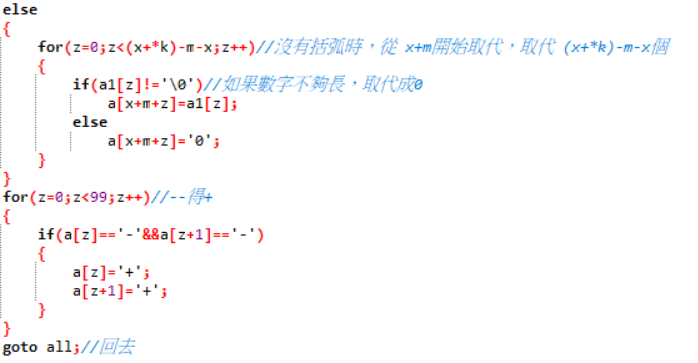 else
{
for(z=0;z<(x+*k)-m-x;z++)//沒有括弧時，從 x+m開始取代，取代 (x+*k)-m-x個
{
if(a1[z]!='\0')//如果數字不夠長，取代成0
a[x+m+z]=a1[z];
else
a[x+m+z]='0';
}
}
for(z=0;z<99;z++)//--得+
{
if(a[z]=='-'&&a[z+1]=='-')
{
a[z]='+';
a[z+1]='+';
}
}
goto all;//回去